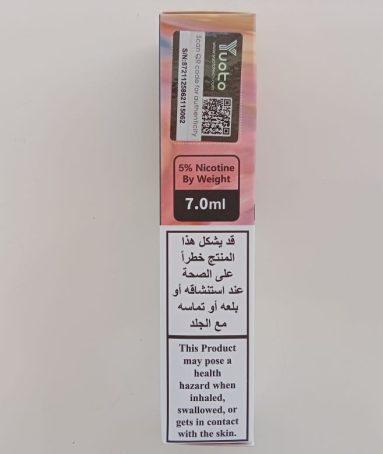 Yuoto
Scan QR code for authenticity
S/N:8721125862115062
5% Nicotine
By Weight
7.0ml
قد يشكل هذا
المنتج خطراً
على الصحة
عند استنشاقه أو
بلعه أو تماسه
مع الجلد
This Product
may pose a
health
hazard when
inhaled,
swallowed, or
gets in contact
with the skin.